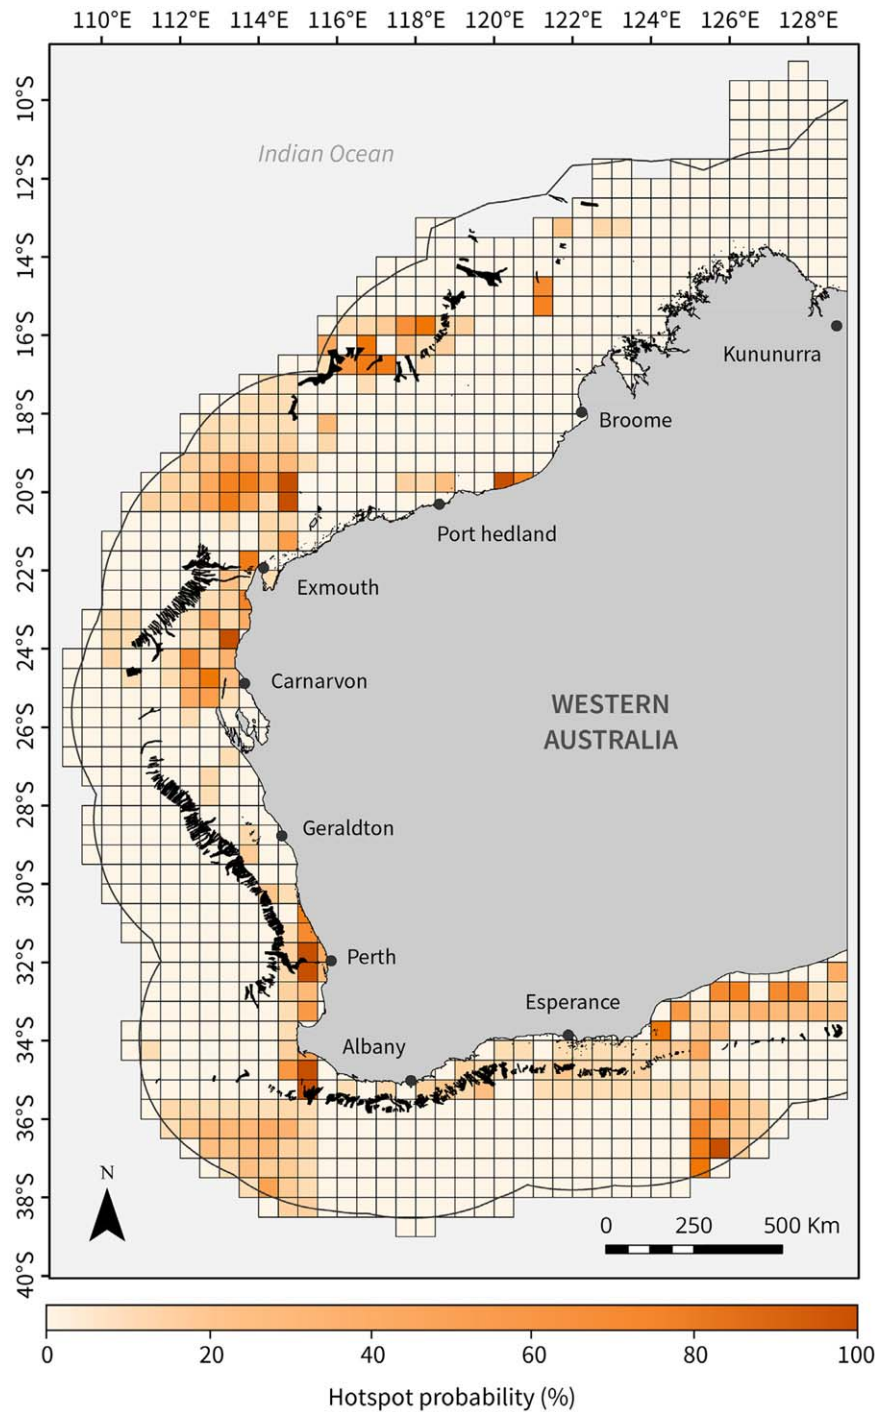 110°E 112°E 114°E 116°E 118°E 120°E 122°E 124°E 126°E 128°E
10°S
12°S
14°S
16°S
18°S
20°S
22°S
24°S
26°S
28°S
30°S
32°S
34°S
36°S
38°S
40°S
Indian Ocean
Kununurra
Broome
Port hedland
Exmouth
Carnarvon
WESTERN
AUSTRALIA
Geraldton
Perth
Esperance
Albany
N
0 250 500 Km
0 20 40 60 80 100
Hotspot probability (%)